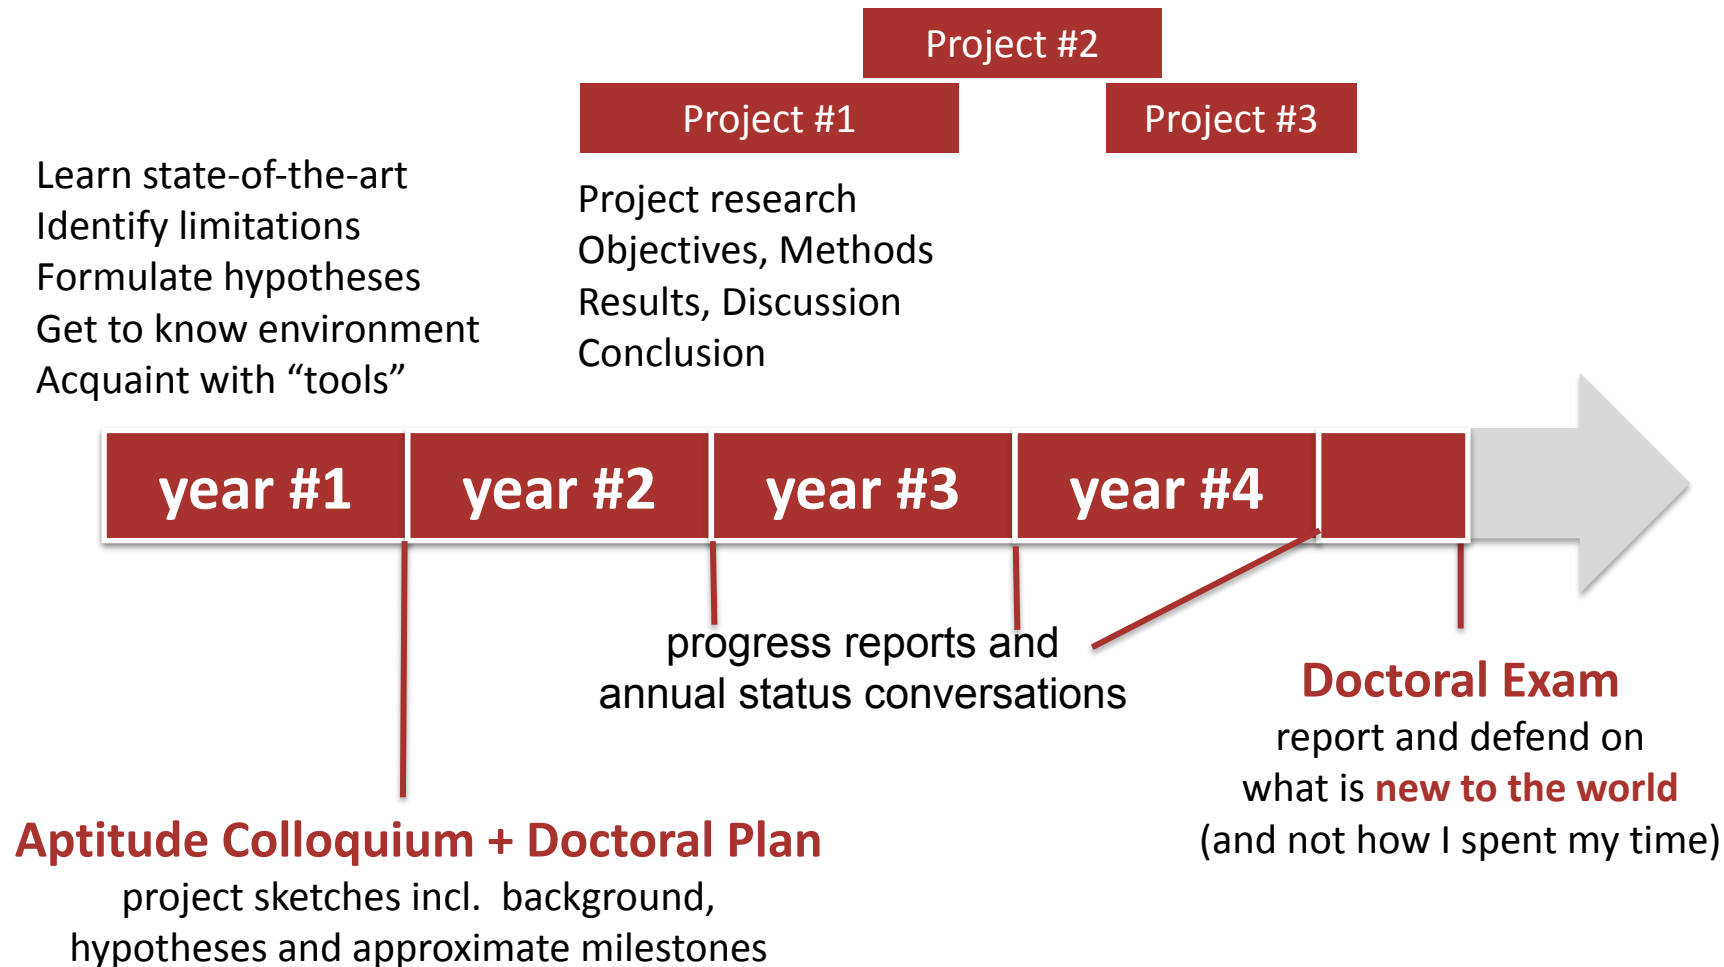 Project #2
Project #1
Project #3
Learn state-of-the-art
Identify limitations
Formulate hypotheses
Get to know environment
Acquaint with “tools”
Project research
Objectives, Methods
Results, Discussion
Conclusion
year #1
year #2
year #3
year #4
progress reports and
annual status conversations
Doctoral Exam
report and defend on
what is new to the world
(and not how I spent my time)
Aptitude Colloquium + Doctoral Plan
project sketches incl.  background,
hypotheses and approximate milestones